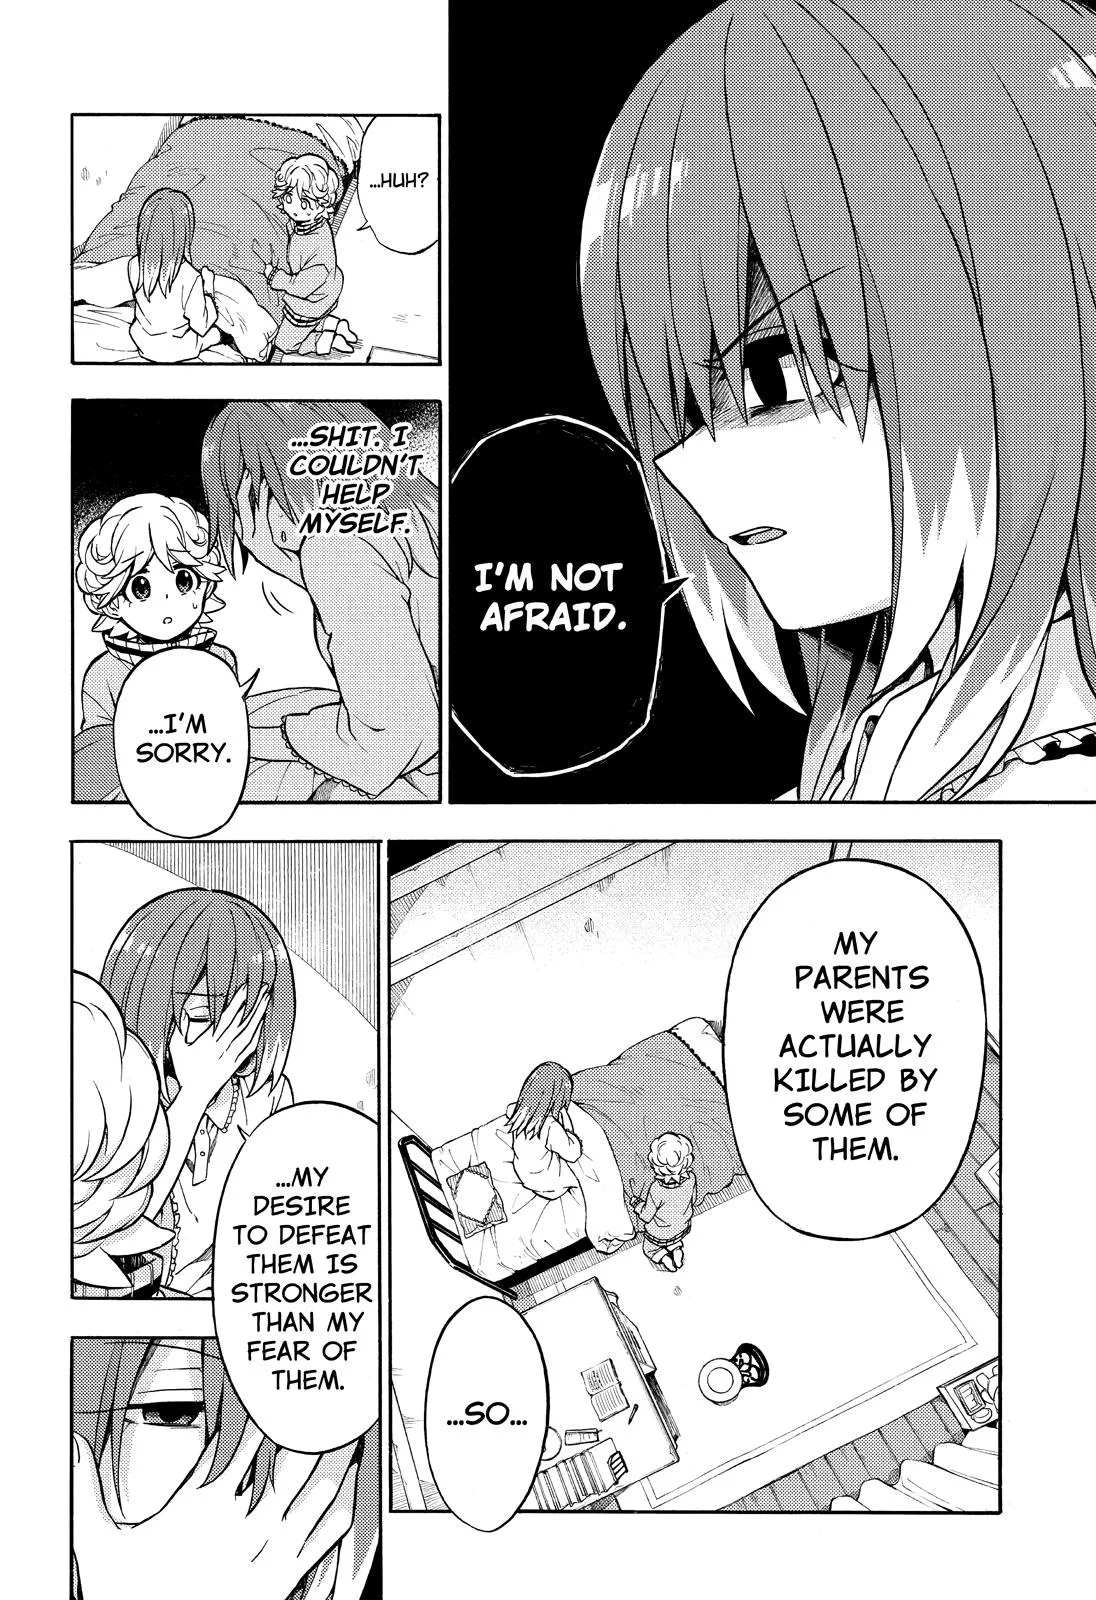 I'M NOT
AFRAID.
...HUH?
...SHIT. I
COULDN'T
HELP
MYSELF.
...I'M
SORRY.
MY
PARENTS
WERE
ACTUALLY
KILLED BY
SOME OF
THEM.
...SO...
...MY
DESIRE
TO DEFEAT
THEM IS
STRONGER
THAN MY
FEAR OF
THEM.